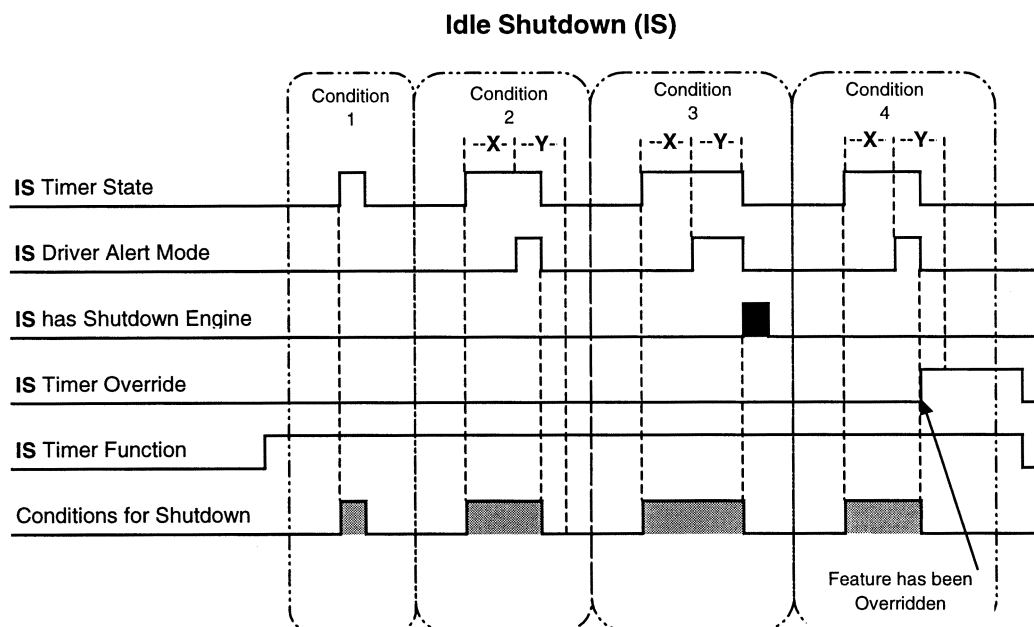 Idle Shutdown (IS)
Condition
1
Condition
2
Condition
3
Condition
4
--X- --Y-
--X- --Y-
--X- --Y-
IS Timer State
IS Driver Alert Mode
IS has Shutdown Engine
IS Timer Override
IS Timer Function
Conditions for Shutdown
Feature has been
Overridden